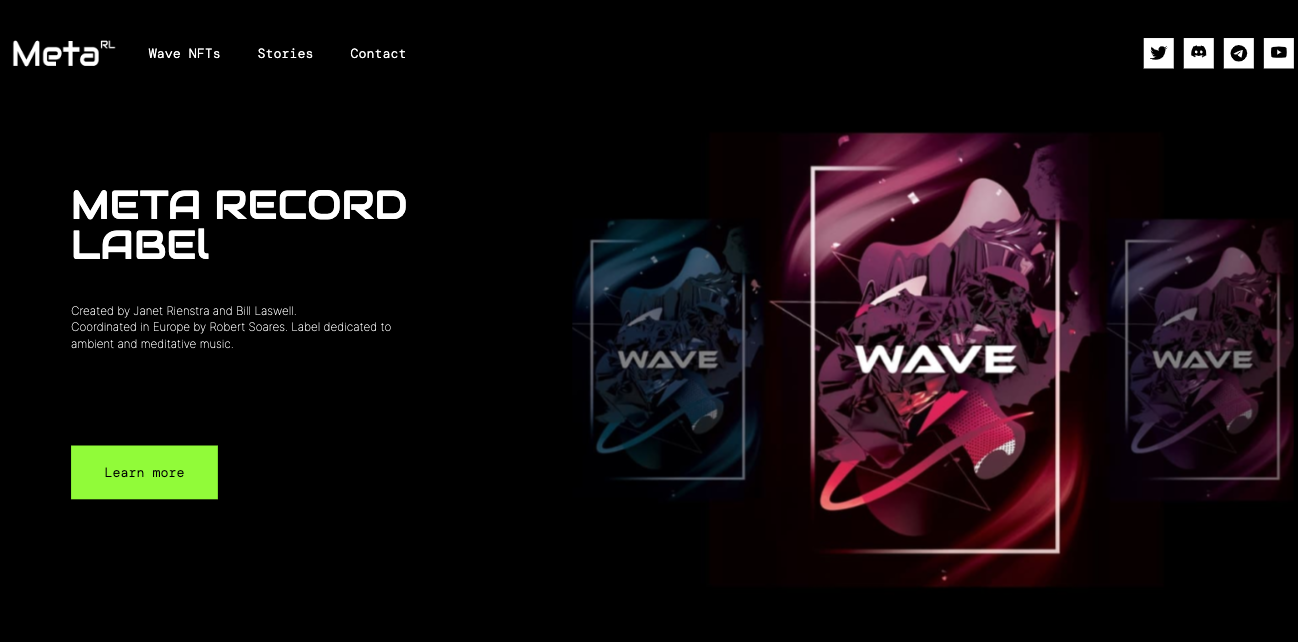 Meta RL
Wave NFTs
Stories
Contact
META RECORD
LABEl
Created by Janet Rienstra and Bill Laswell.
Coordinated in Europe by Robert Soares. Label dedicated to
ambient and meditative music.
Learn more
WAVE
WAVE
WAVE